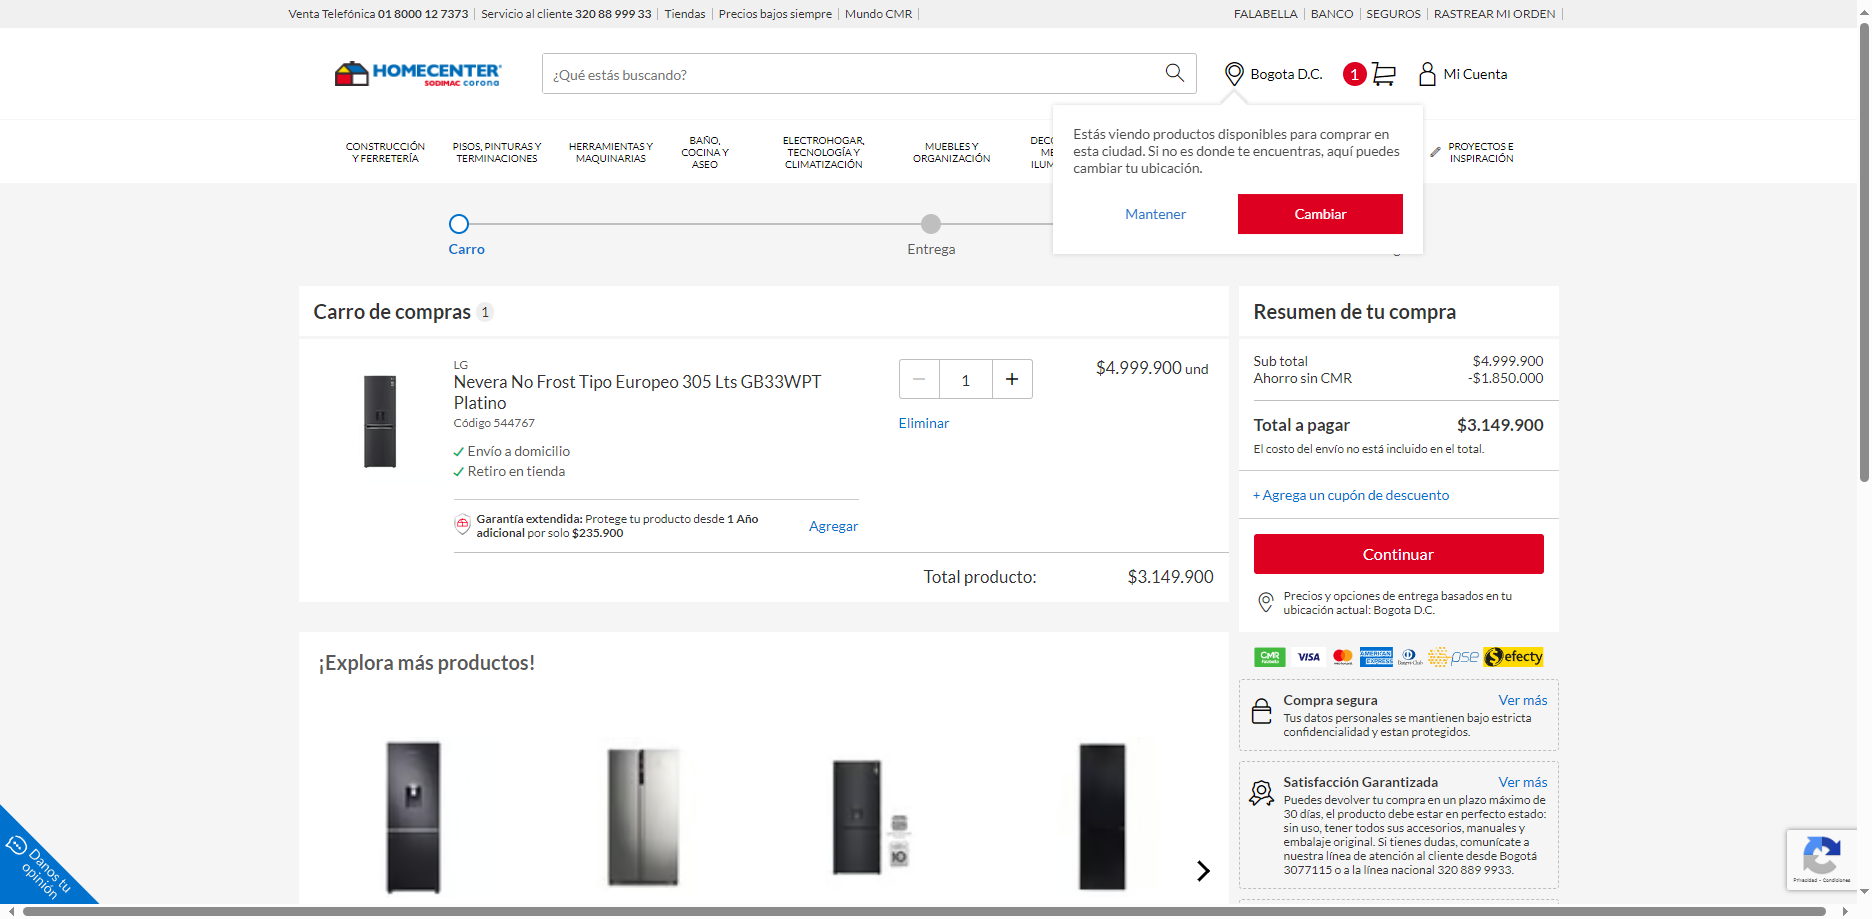 Venta Telefónica 01 8000 12 7373 | Servicio al cliente 320 88 999 33 | Tiendas | Precios bajos siempre | Mundo CMR |
FALABELLA | BANCO | SEGUROS | RASTREAR MI ORDEN |
HOMECENTER
SODIMAC corona
¿Qué estás buscando?
Bogota D.C.
1
Mi Cuenta
CONSTRUCCIÓN
Y FERRETERÍA
PISOS, PINTURAS Y
TERMINACIONES
HERRAMIENTAS Y
MAQUINARIAS
BAÑO,
COCINA Y
ASEO
ELECTROHOGAR,
TECNOLOGÍA Y
CLIMATIZACIÓN
MUEBLES Y
ORGANIZACIÓN
PROYECTOS E
INSPIRACIÓN
Estás viendo productos disponibles para comprar en
esta ciudad. Si no es donde te encuentras, aquí puedes
cambiar tu ubicación.
Mantener
Cambiar
Carro
Entrega
Carro de compras 1
LG
Nevera No Frost Tipo Europeo 305 Lts GB33WPT
Platino
Código 544767
Envío a domicilio
Retiro en tienda
1
Eliminar
$4.999.900 und
Garantía extendida: Protege tu producto desde 1 Año
adicional por solo $235.900
Agregar
Total producto: $3.149.900
Resumen de tu compra
Sub total $4.999.900
Ahorro sin CMR -$1.850.000
Total a pagar $3.149.900
El costo del envío no está incluido en el total.
+ Agrega un cupón de descuento
Continuar
Precios y opciones de entrega basados en tu
ubicación actual: Bogota D.C.
CMR VISA AMERICAN EXPRESS pse efecty
Compra segura Ver más
Tus datos personales se mantienen bajo estricta
confidencialidad y estan protegidos.
Satisfacción Garantizada Ver más
Puedes devolver tu compra en un plazo máximo de
30 días, el producto debe estar en perfecto estado:
sin uso, tener todos sus accesorios, manuales y
embalaje original. Si tienes dudas, comunícate a
nuestra línea de atención al cliente desde Bogotá
3077115 o a la línea nacional 320 889 9933.
¡Explora más productos!
10
Danos tu
opinión
Privacidad - Condiciones